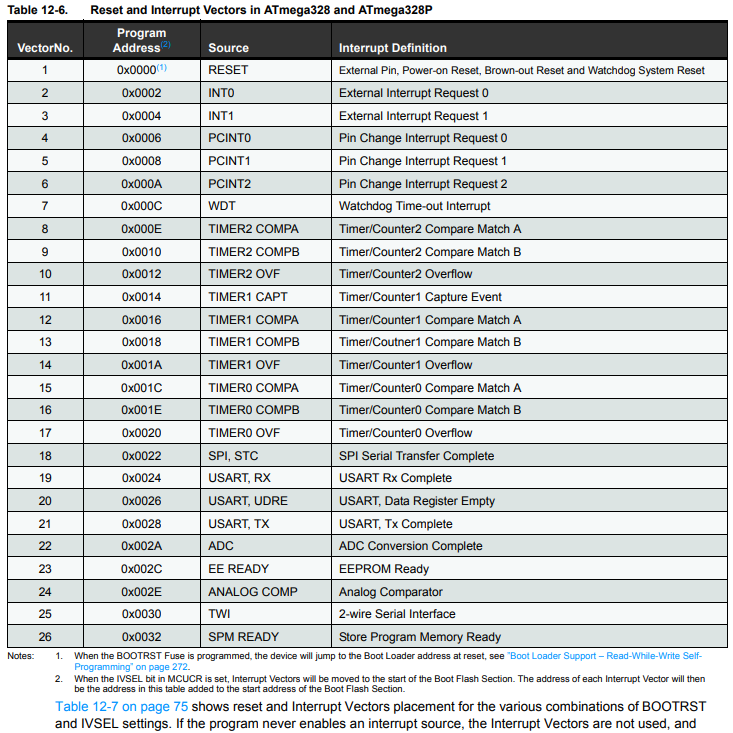 Table 12-6. Reset and Interrupt Vectors in ATmega328 and ATmega328P
VectorNo. Program Address(2) Source Interrupt Definition
1 0x0000(1) RESET External Pin, Power-on Reset, Brown-out Reset and Watchdog System Reset
2 0x0002 INT0 External Interrupt Request 0
3 0x0004 INT1 External Interrupt Request 1
4 0x0006 PCINT0 Pin Change Interrupt Request 0
5 0x0008 PCINT1 Pin Change Interrupt Request 1
6 0x000A PCINT2 Pin Change Interrupt Request 2
7 0x000C WDT Watchdog Time-out Interrupt
8 0x000E TIMER2 COMPA Timer/Counter2 Compare Match A
9 0x0010 TIMER2 COMPB Timer/Counter2 Compare Match B
10 0x0012 TIMER2 OVF Timer/Counter2 Overflow
11 0x0014 TIMER1 CAPT Timer/Counter1 Capture Event
12 0x0016 TIMER1 COMPA Timer/Counter1 Compare Match A
13 0x0018 TIMER1 COMPB Timer/Coutner1 Compare Match B
14 0x001A TIMER1 OVF Timer/Counter1 Overflow
15 0x001C TIMER0 COMPA Timer/Counter0 Compare Match A
16 0x001E TIMER0 COMPB Timer/Counter0 Compare Match B
17 0x0020 TIMER0 OVF Timer/Counter0 Overflow
18 0x0022 SPI, STC SPI Serial Transfer Complete
19 0x0024 USART, RX USART Rx Complete
20 0x0026 USART, UDRE USART, Data Register Empty
21 0x0028 USART, TX USART, Tx Complete
22 0x002A ADC ADC Conversion Complete
23 0x002C EE READY EEPROM Ready
24 0x002E ANALOG COMP Analog Comparator
25 0x0030 TWI 2-wire Serial Interface
26 0x0032 SPM READY Store Program Memory Ready
Notes: 1. When the BOOTRST Fuse is programmed, the device will jump to the Boot Loader address at reset, see "Boot Loader Support – Read-While-Write Self-
Programming" on page 272.
2. When the IVSEL bit in MCUCR is set, Interrupt Vectors will be moved to the start of the Boot Flash Section. The address of each Interrupt Vector will then
be the address in this table added to the start address of the Boot Flash Section.
Table 12-7 on page 75 shows reset and Interrupt Vectors placement for the various combinations of BOOTRST
and IVSEL settings. If the program never enables an interrupt source, the Interrupt Vectors are not used, and